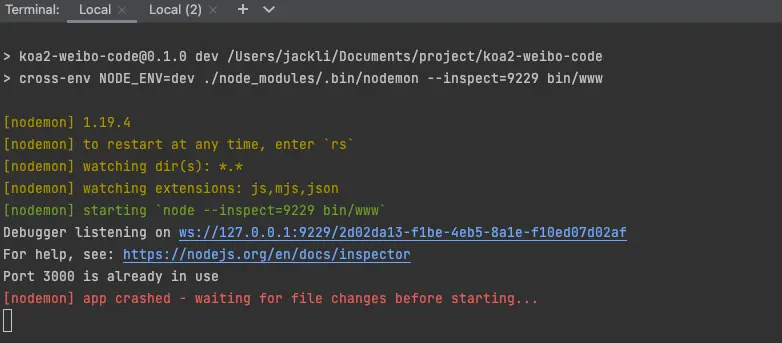 Terminal: Local × Local (2) × +
> koa2-weibo-code@0.1.0 dev /Users/jackli/Documents/project/koa2-weibo-code
> cross-env NODE_ENV=dev ./node_modules/.bin/nodemon --inspect=9229 bin/www
[nodemon] 1.19.4
[nodemon] to restart at any time, enter `rs`
[nodemon] watching dir(s): *.*
[nodemon] watching extensions: js,mjs,json
[nodemon] starting `node --inspect=9229 bin/www`
Debugger listening on ws://127.0.0.1:9229/2d02da13-f1be-4eb5-8a1e-f10ed07d02af
For help, see: https://nodejs.org/en/docs/inspector
Port 3000 is already in use
[nodemon] app crashed - waiting for file changes before starting...